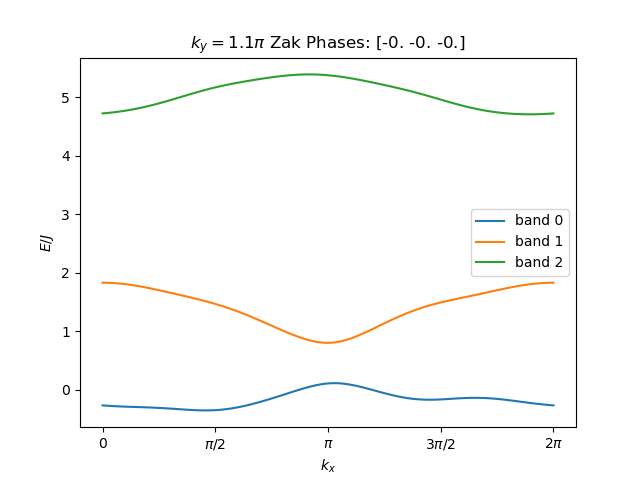 k_y = 1.1π Zak Phases: [-0. -0. -0.]
5
4
3
2
1
0
E/J
band 0
band 1
band 2
0
π/2
π
3π/2
2π
k_x